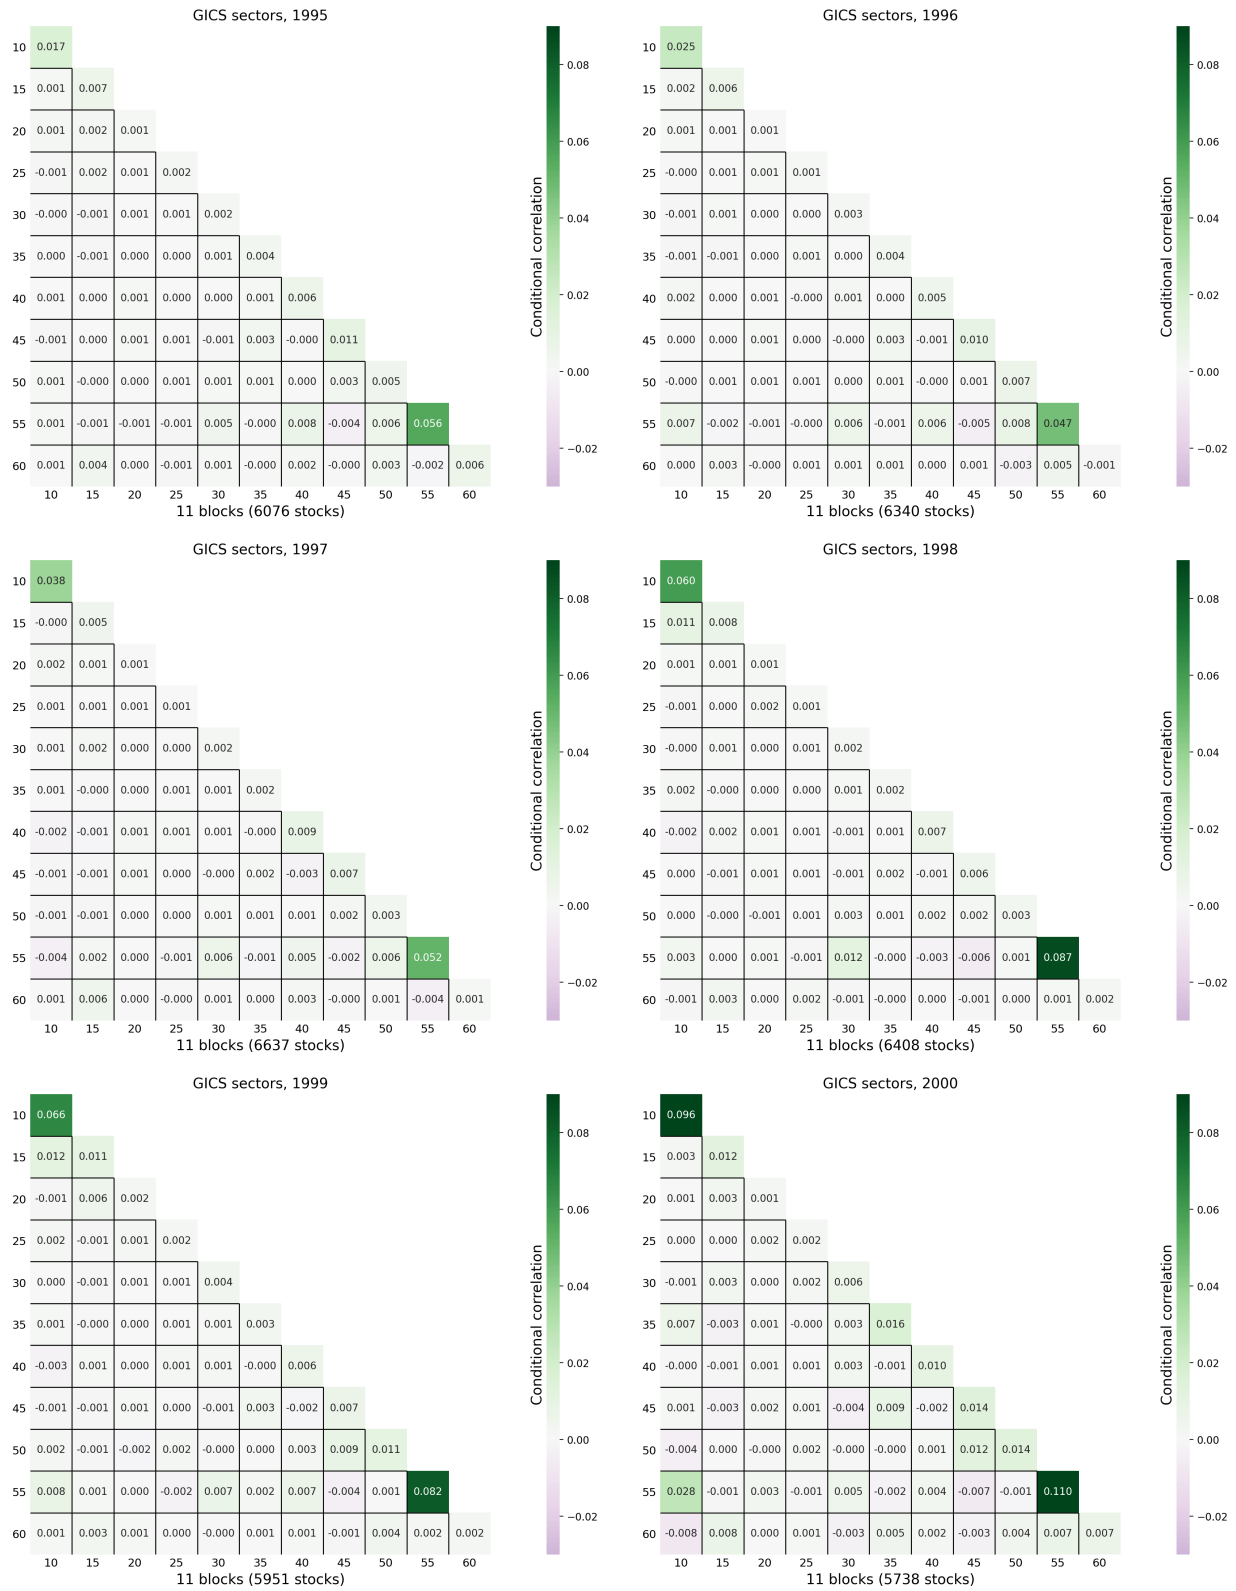 GICS sectors, 1995
10 0.017
15 0.001 0.007
20 0.001 0.002 0.001
25 -0.001 0.002 0.001 0.002
30 -0.000 -0.001 0.001 0.001 0.002
35 0.000 -0.001 0.000 0.000 0.001 0.004
40 0.001 0.000 0.001 0.000 0.000 0.001 0.006
45 -0.001 0.000 0.001 0.001 -0.001 0.003 -0.000 0.011
50 0.001 -0.000 0.000 0.001 0.001 0.001 0.000 0.003 0.005
55 0.001 -0.001 -0.001 -0.001 0.005 -0.000 0.008 -0.004 0.006 0.056
60 0.001 0.004 0.000 -0.001 0.001 -0.000 0.002 -0.000 0.003 -0.002 0.006
10 15 20 25 30 35 40 45 50 55 60
11 blocks (6076 stocks)
0.08
0.06
0.04
0.02
0.00
−0.02
Conditional correlation
GICS sectors, 1996
10 0.025
15 0.002 0.006
20 0.001 0.001 0.001
25 -0.000 0.001 0.001 0.001
30 -0.001 0.001 0.000 0.000 0.003
35 -0.001 -0.001 0.000 0.001 0.000 0.004
40 0.002 0.000 0.001 -0.000 0.001 0.000 0.005
45 0.000 0.000 0.001 0.001 -0.000 0.003 -0.001 0.010
50 -0.000 0.001 0.001 0.001 0.001 0.001 -0.000 0.001 0.007
55 0.007 -0.002 -0.001 -0.000 0.006 -0.001 0.006 -0.005 0.008 0.047
60 0.000 0.003 -0.000 0.001 0.001 0.001 0.000 0.001 -0.003 0.005 -0.001
10 15 20 25 30 35 40 45 50 55 60
11 blocks (6340 stocks)
0.08
0.06
0.04
0.02
0.00
−0.02
Conditional correlation
GICS sectors, 1997
10 0.038
15 -0.000 0.005
20 0.002 0.001 0.001
25 0.001 0.001 0.001 0.001
30 0.001 0.002 0.000 0.000 0.002
35 0.001 -0.000 0.000 0.001 0.001 0.002
40 -0.002 -0.001 0.001 0.001 0.001 -0.000 0.009
45 -0.001 -0.001 0.001 0.000 -0.000 0.002 -0.003 0.007
50 -0.001 -0.001 0.000 0.000 0.001 0.001 0.001 0.002 0.003
55 -0.004 0.002 0.000 -0.001 0.006 -0.001 0.005 -0.002 0.006 0.052
60 0.001 0.006 0.000 -0.000 0.001 0.000 0.003 -0.000 0.001 -0.004 0.001
10 15 20 25 30 35 40 45 50 55 60
11 blocks (6637 stocks)
0.08
0.06
0.04
0.02
0.00
−0.02
Conditional correlation
GICS sectors, 1998
10 0.060
15 0.011 0.008
20 0.001 0.001 0.001
25 -0.001 0.000 0.002 0.001
30 -0.000 0.001 0.000 0.001 0.002
35 0.002 -0.000 0.001 0.000 0.001 0.002
40 -0.002 0.002 0.001 0.001 -0.001 0.001 0.007
45 0.000 -0.001 0.001 0.001 -0.001 0.002 -0.001 0.006
50 0.000 -0.000 -0.001 0.001 0.003 0.001 0.002 0.002 0.003
55 0.003 0.000 0.001 -0.001 0.012 -0.000 -0.003 -0.006 0.001 0.087
60 -0.001 0.003 0.000 0.002 -0.001 -0.000 0.000 -0.001 0.000 0.001 0.002
10 15 20 25 30 35 40 45 50 55 60
11 blocks (6408 stocks)
0.08
0.06
0.04
0.02
0.00
−0.02
Conditional correlation
GICS sectors, 1999
10 0.066
15 0.012 0.011
20 -0.001 0.006 0.002
25 0.002 -0.001 0.001 0.002
30 0.000 -0.001 0.001 0.001 0.004
35 0.001 -0.000 0.000 0.001 0.001 0.003
40 -0.003 0.001 0.000 0.001 0.001 -0.000 0.006
45 -0.001 -0.001 0.001 0.000 -0.001 0.003 -0.002 0.007
50 0.002 -0.001 -0.002 0.002 -0.000 0.000 0.003 0.009 0.011
55 0.008 0.001 0.000 -0.002 0.007 0.002 0.007 -0.004 0.001 0.082
60 0.001 0.003 0.001 0.000 -0.000 0.001 0.001 -0.001 0.004 0.002 0.002
10 15 20 25 30 35 40 45 50 55 60
11 blocks (5951 stocks)
0.08
0.06
0.04
0.02
0.00
−0.02
Conditional correlation
GICS sectors, 2000
10 0.096
15 0.003 0.012
20 0.001 0.003 0.001
25 0.000 0.000 0.002 0.002
30 -0.001 0.003 0.000 0.002 0.006
35 0.007 -0.003 0.001 -0.000 0.003 0.016
40 -0.000 -0.001 0.001 0.000 0.003 -0.001 0.010
45 0.001 -0.003 0.002 0.001 -0.004 0.009 -0.002 0.014
50 -0.004 0.000 -0.000 0.000 -0.000 -0.000 0.001 0.012 0.014
55 0.028 -0.001 0.003 -0.001 0.005 -0.002 0.004 -0.007 -0.001 0.110
60 -0.008 0.008 0.000 0.001 -0.003 0.005 0.002 -0.003 0.004 0.007 0.007
10 15 20 25 30 35 40 45 50 55 60
11 blocks (5738 stocks)
0.08
0.06
0.04
0.02
0.00
−0.02
Conditional correlation